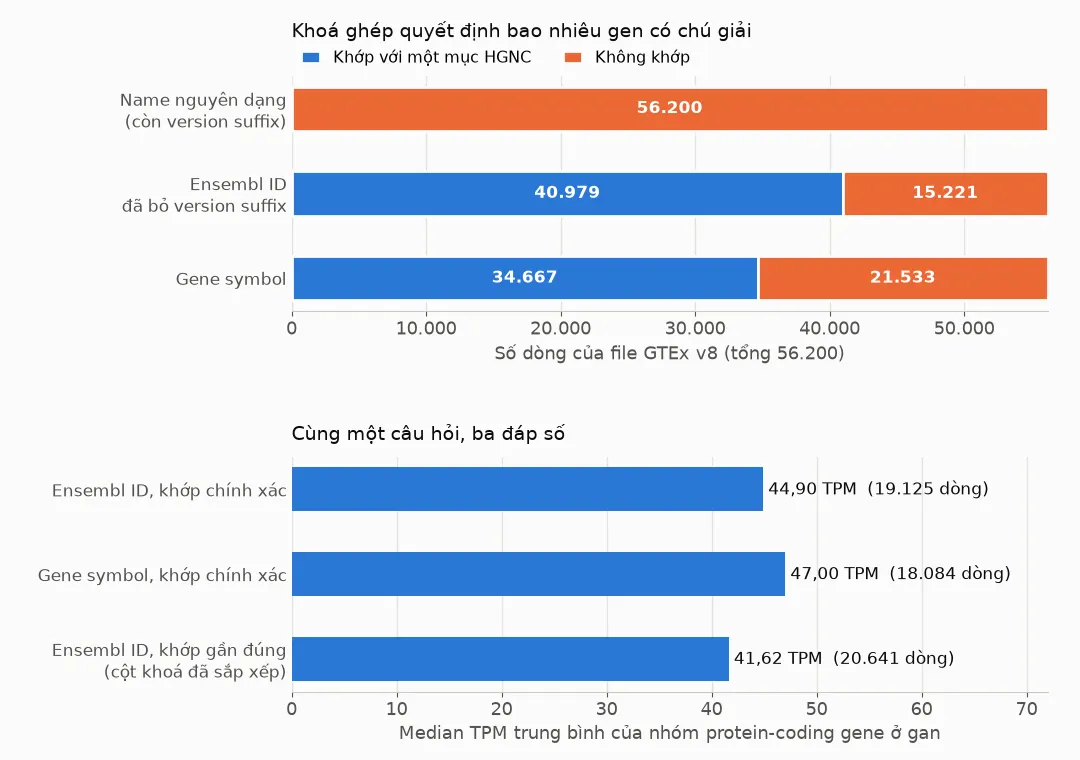 Khoá ghép quyết định bao nhiêu gen có chú giải
Khớp với một mục HGNC Không khớp
Name nguyên dạng
(còn version suffix)
56.200
Ensembl ID
đã bỏ version suffix
40.979 15.221
Gene symbol
34.667 21.533
0 10.000 20.000 30.000 40.000 50.000
Số dòng của file GTEx v8 (tổng 56.200)
Cùng một câu hỏi, ba đáp số
Ensembl ID, khớp chính xác
44,90 TPM (19.125 dòng)
Gene symbol, khớp chính xác
47,00 TPM (18.084 dòng)
Ensembl ID, khớp gần đúng
(cột khoá đã sắp xếp)
41,62 TPM (20.641 dòng)
0 10 20 30 40 50 60 70
Median TPM trung bình của nhóm protein-coding gene ở gan